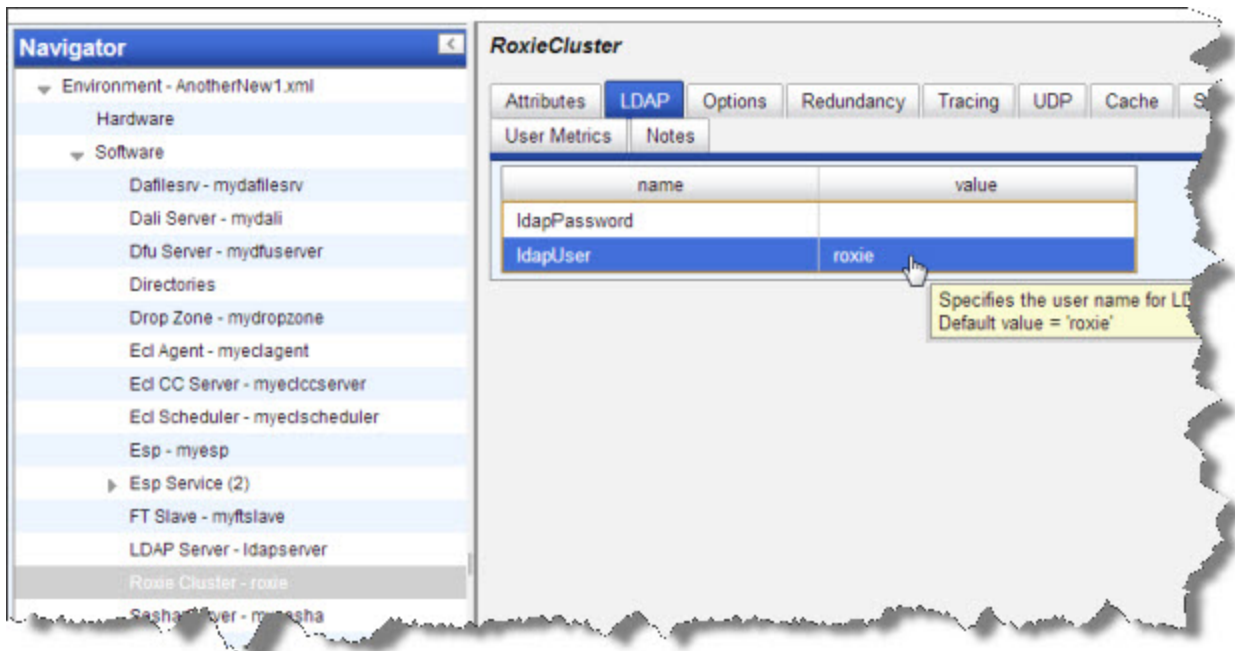 Navigator
Environment - AnotherNew1.xml
Hardware
Software
Dafilesrv - mydafilesrv
Dali Server - mydali
Dfu Server - mydfuserver
Directories
Drop Zone - mydropzone
Ecl Agent - myeclagent
Ecl CC Server - myeclccserver
Ecl Scheduler - myeclscheduler
Esp - myesp
Esp Service (2)
FT Slave - myftslave
LDAP Server - ldapserver
Roxie Cluster - roxie
RoxieCluster
Attributes LDAP Options Redundancy Tracing UDP Cache
User Metrics Notes
name value
ldapPassword
ldapUser roxie
Specifies the user name for
Default value = 'roxie'